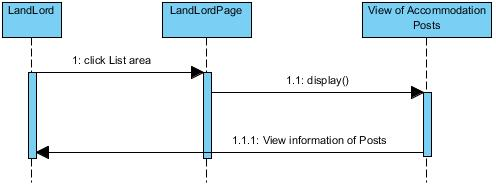 LandLord
LandLordPage
View of Accommodation
Posts
1: click List area
1.1: display()
1.1.1: View information of Posts